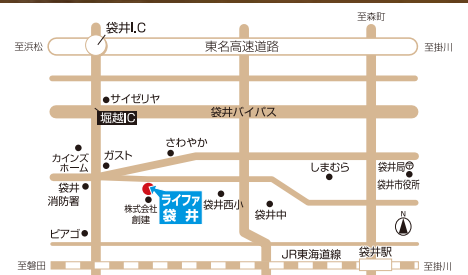 至森町
袋井I.C
至浜松
東名高速道路
至掛川
サイゼリヤ
袋井バイパス
堀越IC
さわやか
カインズ
ホーム
ガスト
しまむら
袋井局
袋井市役所
袋井
消防署
ライファ
袋井
株式会社
創建
袋井西小
袋井中
N
ピアゴ
JR東海道線
袋井駅
至磐田
至掛川